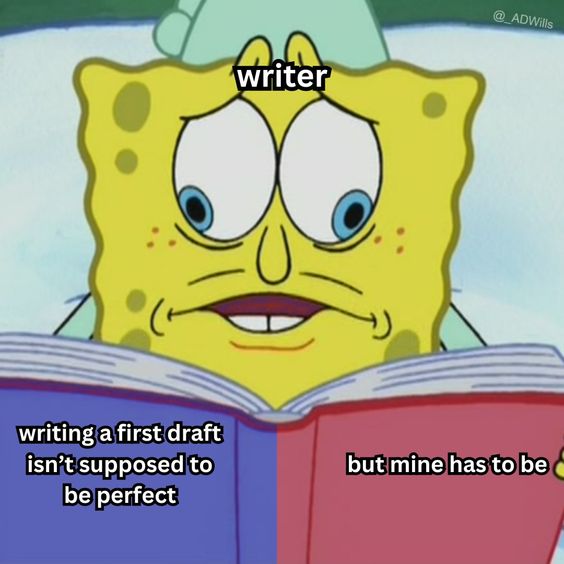 @_ADWills
writer
writing a first draft
isn't supposed to
be perfect
but mine has to be